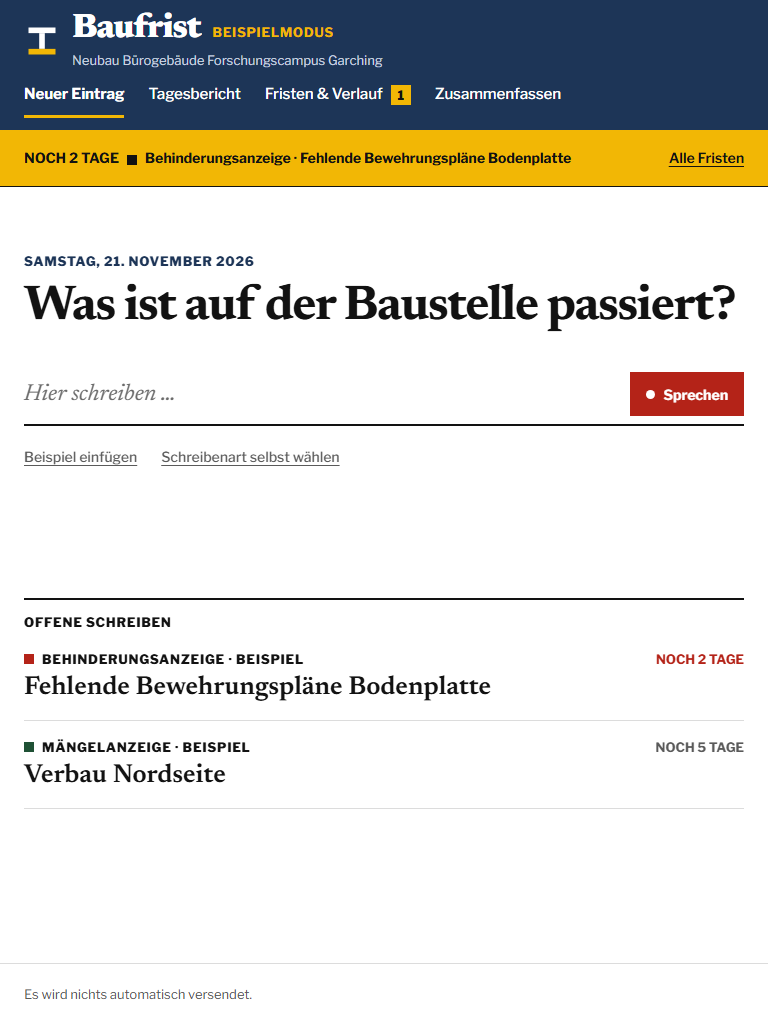 Baufrist BEISPIELMODUS
Neubau Bürogebäude Forschungscampus Garching
Neuer Eintrag Tagesbericht Fristen & Verlauf 1 Zusammenfassen
NOCH 2 TAGE Behinderungsanzeige · Fehlende Bewehrungspläne Bodenplatte Alle Fristen
SAMSTAG, 21. NOVEMBER 2026
Was ist auf der Baustelle passiert?
Hier schreiben …
Sprechen
Beispiel einfügen Schreibenart selbst wählen
OFFENE SCHREIBEN
BEHINDERUNGSANZEIGE · BEISPIEL NOCH 2 TAGE
Fehlende Bewehrungspläne Bodenplatte
MÄNGELANZEIGE · BEISPIEL NOCH 5 TAGE
Verbau Nordseite
Es wird nichts automatisch versendet.